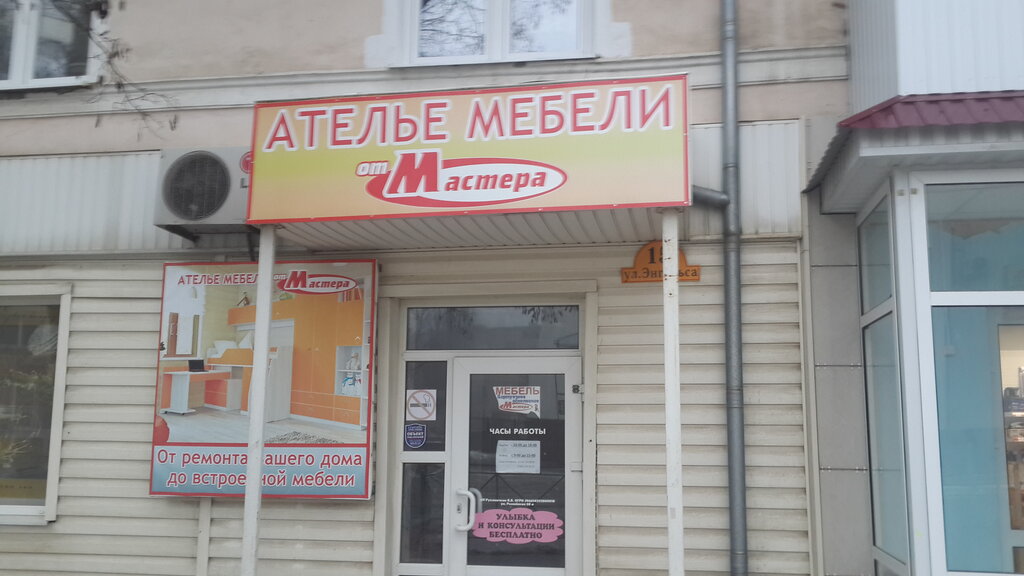 АТЕЛЬЕ МЕБЕЛИ
от Мастера
ул.Энгельса
АТЕЛЬЕ МЕБЕЛИ от Мастера
От ремонта вашего дома
до встроенной мебели
МЕБЕЛЬ
Мастера
ЧАСЫ РАБОТЫ
УЛЫБКА
И КОНСУЛЬТАЦИИ
БЕСПЛАТНО